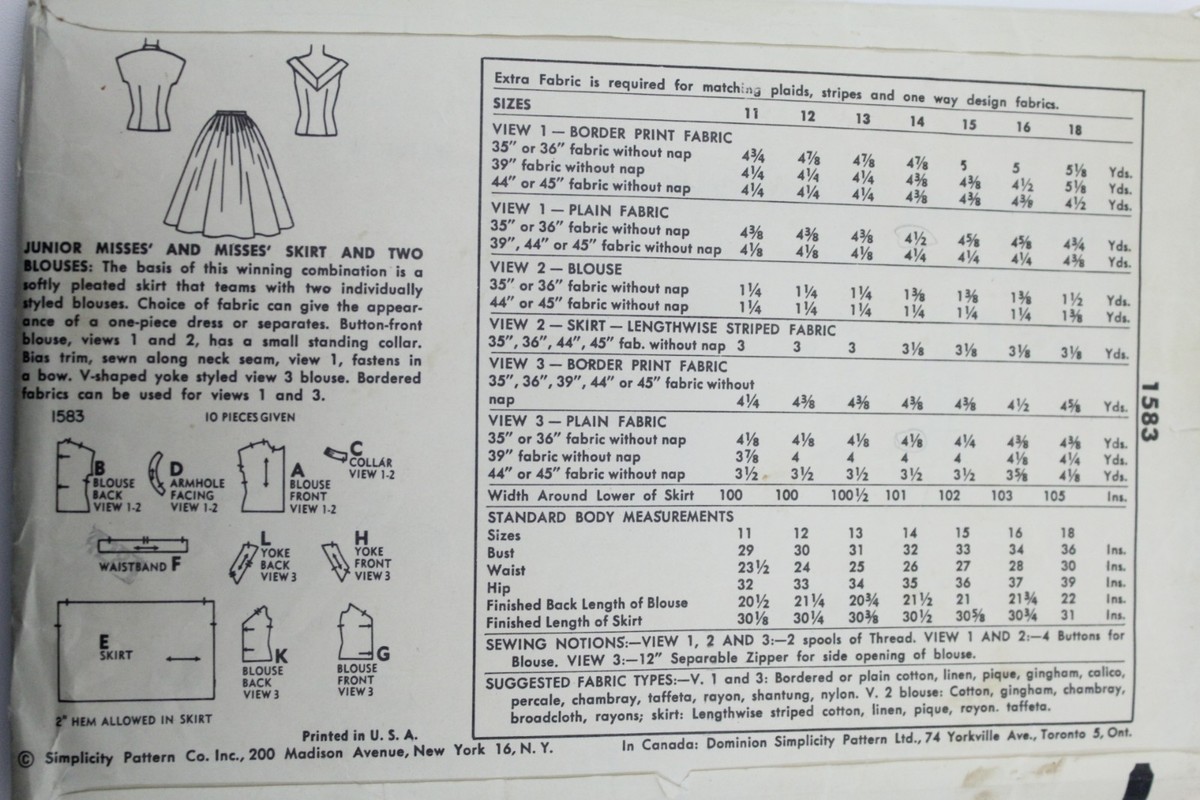 JUNIOR MISSES' AND MISSES' SKIRT AND TWO
BLOUSES: The basis of this winning combination is a
softly pleated skirt that teams with two individually
styled blouses. Choice of fabric can give the appear-
ance of a one-piece dress or separates. Button-front
blouse, views 1 and 2, has a small standing collar.
Bias trim, sewn along neck seam, view 1, fastens in
a bow. V-shaped yoke styled view 3 blouse. Bordered
fabrics can be used for views 1 and 3.
1583 10 PIECES GIVEN
B
BLOUSE
BACK
VIEW 1-2
D
ARMHOLE
FACING
VIEW 1-2
A
BLOUSE
FRONT
VIEW 1-2
C
COLLAR
VIEW 1-2
WAISTBAND F
L
YOKE
BACK
VIEW 3
H
YOKE
FRONT
VIEW 3
E
SKIRT
K
BLOUSE
BACK
VIEW 3
G
BLOUSE
FRONT
VIEW 3
2" HEM ALLOWED IN SKIRT
Extra Fabric is required for matching plaids, stripes and one way design fabrics.
SIZES 11 12 13 14 15 16 18
VIEW 1 — BORDER PRINT FABRIC
35" or 36" fabric without nap 4¾ 4⅞ 4⅞ 4⅞ 5 5 5⅛ Yds.
39" fabric without nap 4¼ 4¼ 4¼ 4⅜ 4⅜ 4½ 5⅛ Yds.
44" or 45" fabric without nap 4¼ 4¼ 4¼ 4⅜ 4⅜ 4⅜ 4½ Yds.
VIEW 1 — PLAIN FABRIC
35" or 36" fabric without nap 4⅜ 4⅜ 4⅜ 4½ 4⅝ 4⅝ 4¾ Yds.
39", 44" or 45" fabric without nap 4⅛ 4⅛ 4⅛ 4¼ 4¼ 4¼ 4⅜ Yds.
VIEW 2 — BLOUSE
35" or 36" fabric without nap 1¼ 1¼ 1¼ 1⅜ 1⅜ 1⅜ 1½ Yds.
44" or 45" fabric without nap 1¼ 1¼ 1¼ 1¼ 1¼ 1¼ 1⅜ Yds.
VIEW 2 — SKIRT — LENGTHWISE STRIPED FABRIC
35", 36", 44", 45" fab. without nap 3 3 3 3⅛ 3⅛ 3⅛ 3⅛ Yds.
VIEW 3 — BORDER PRINT FABRIC
35", 36", 39", 44" or 45" fabric without
nap 4¼ 4⅜ 4⅜ 4⅜ 4⅜ 4½ 4⅝ Yds.
VIEW 3 — PLAIN FABRIC
35" or 36" fabric without nap 4⅛ 4⅛ 4⅛ 4⅛ 4¼ 4⅜ 4⅜ Yds.
39" fabric without nap 3⅞ 4 4 4 4 4⅛ 4¼ Yds.
44" or 45" fabric without nap 3½ 3½ 3½ 3½ 3½ 3⅝ 4⅛ Yds.
Width Around Lower of Skirt 100 100 100½ 101 102 103 105 Ins.
STANDARD BODY MEASUREMENTS
Sizes 11 12 13 14 15 16 18
Bust 29 30 31 32 33 34 36 Ins.
Waist 23½ 24 25 26 27 28 30 Ins.
Hip 32 33 34 35 36 37 39 Ins.
Finished Back Length of Blouse 20½ 21¼ 20¾ 21½ 21 21¾ 22 Ins.
Finished Length of Skirt 30⅛ 30¼ 30⅜ 30½ 30⅝ 30¾ 31 Ins.
SEWING NOTIONS:—VIEW 1, 2 AND 3:—2 spools of Thread. VIEW 1 AND 2:—4 Buttons for
Blouse. VIEW 3:—12" Separable Zipper for side opening of blouse.
SUGGESTED FABRIC TYPES:—V. 1 and 3: Bordered or plain cotton, linen, pique, gingham, calico,
percale, chambray, taffeta, rayon, shantung, nylon. V. 2 blouse: Cotton, gingham, chambray,
broadcloth, rayons; skirt: Lengthwise striped cotton, linen, pique, rayon. taffeta.
1583
Printed in U. S. A.
© Simplicity Pattern Co. Inc., 200 Madison Avenue, New York 16, N. Y.
In Canada: Dominion Simplicity Pattern Ltd., 74 Yorkville Ave., Toronto 5, Ont.